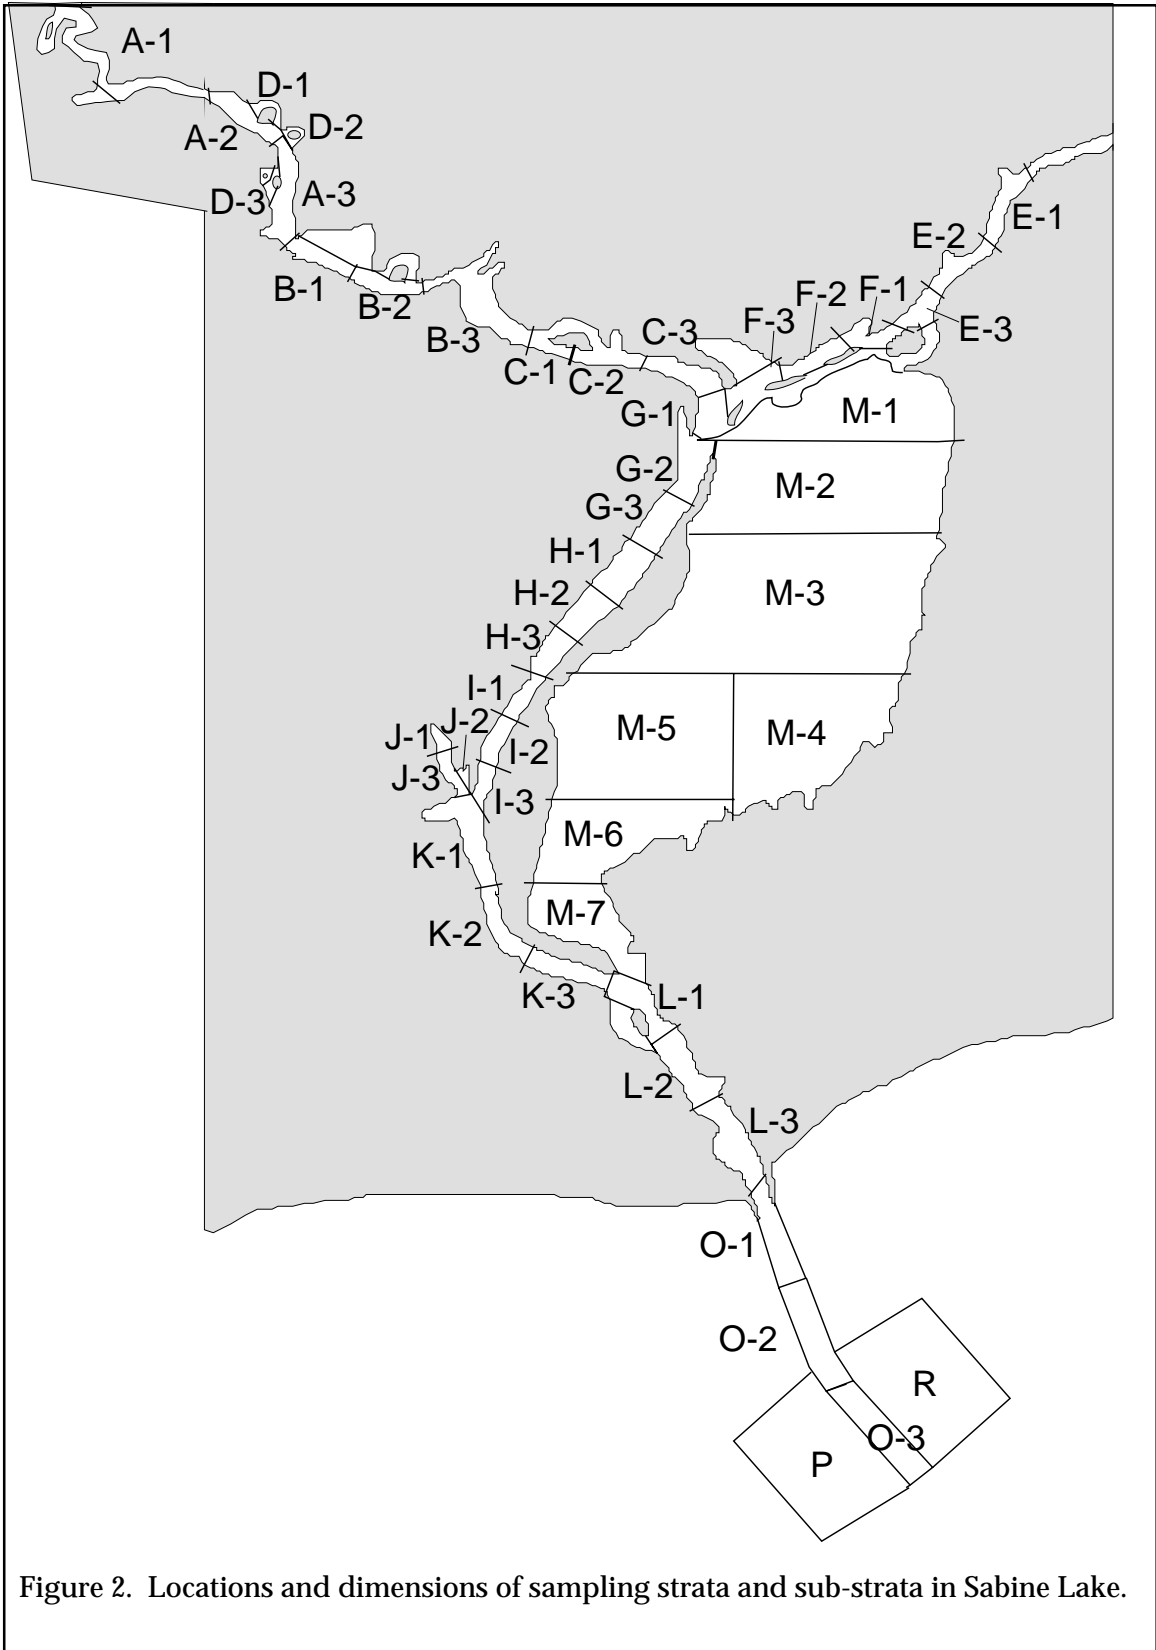 A-1
D-1
A-2
D-2
D-3
A-3
E-1
E-2
B-1
B-2
F-2
F-1
F-3
C-3
E-3
B-3
C-1
C-2
G-1
M-1
G-2
M-2
G-3
H-1
H-2
M-3
H-3
I-1
J-2
J-1
M-5
M-4
I-2
J-3
I-3
M-6
K-1
M-7
K-2
K-3
L-1
L-2
L-3
O-1
O-2
R
O-3
P
Figure 2. Locations and dimensions of sampling strata and sub-strata in Sabine Lake.